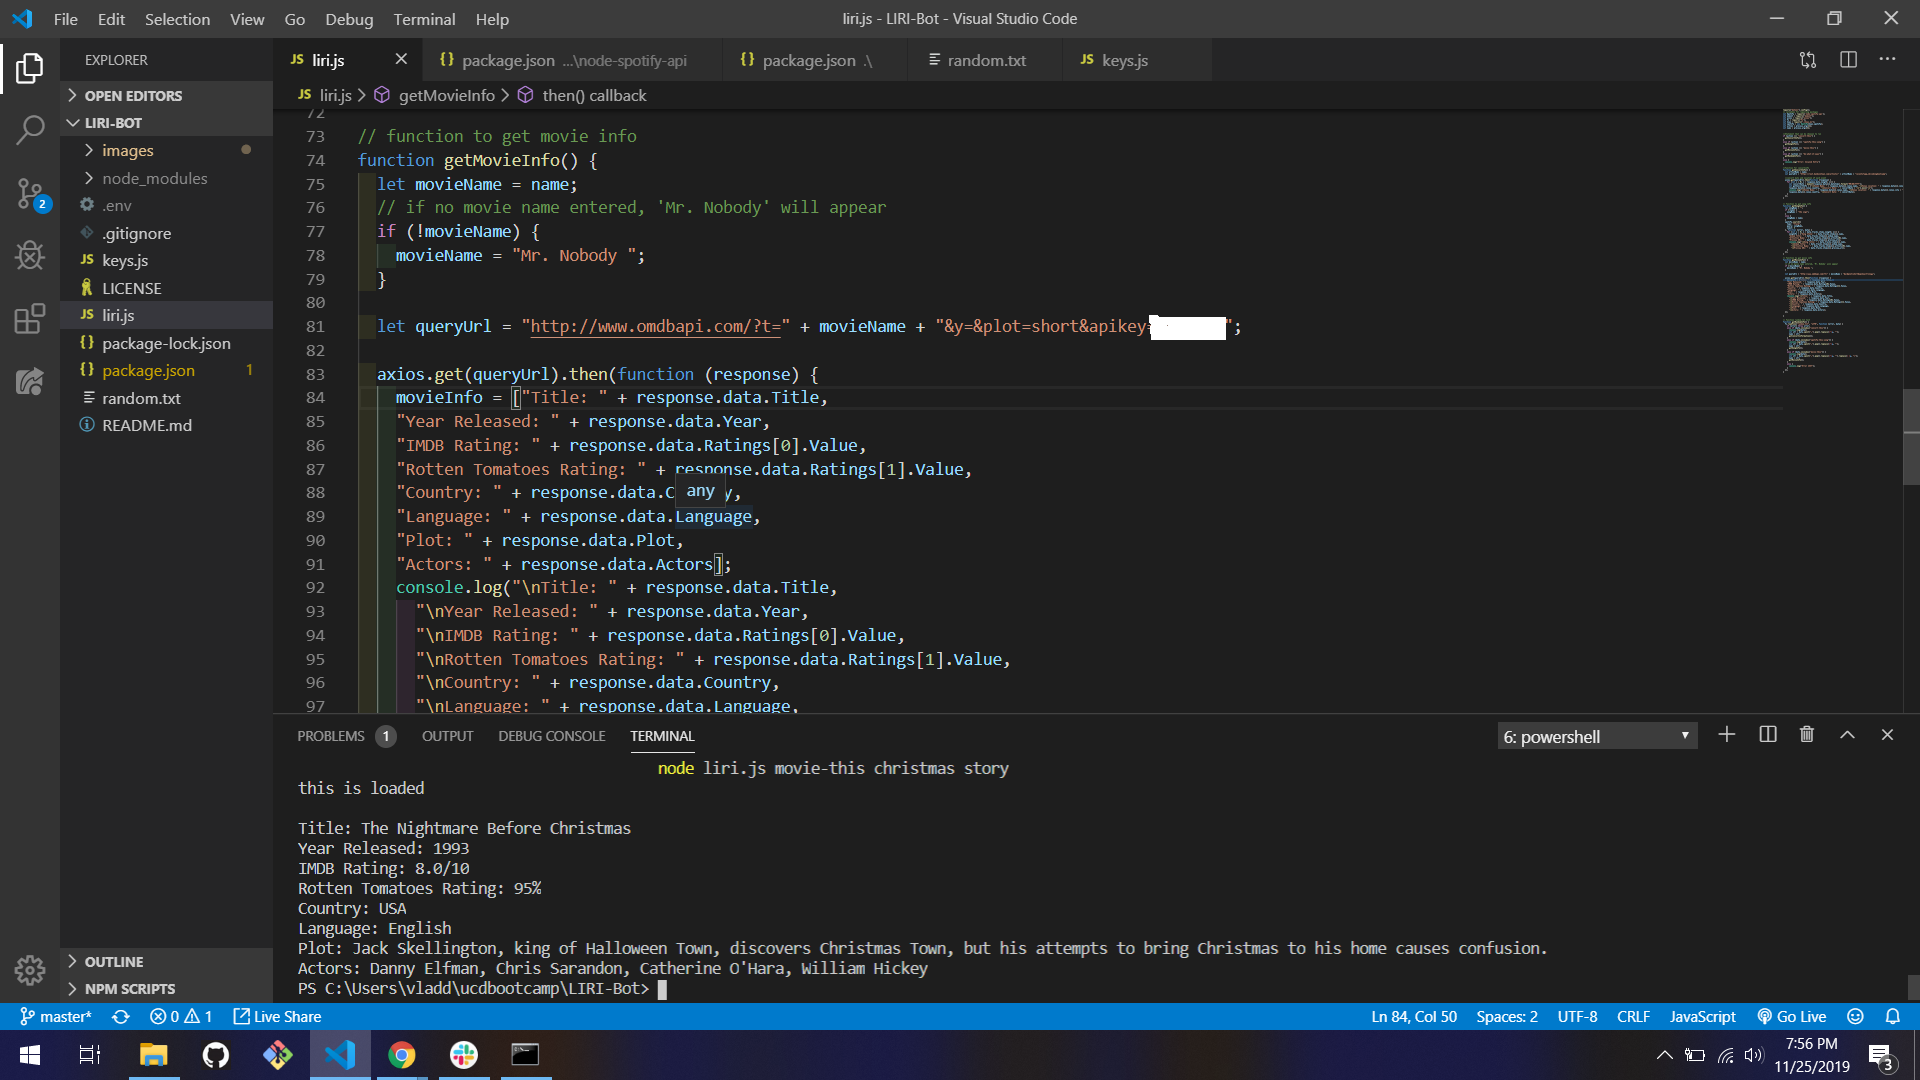 File Edit Selection View Go Debug Terminal Help
liri.js - LIRI-Bot - Visual Studio Code
EXPLORER
OPEN EDITORS
LIRI-BOT
images
node_modules
.env
.gitignore
JS keys.js
LICENSE
JS liri.js
{} package-lock.json
{} package.json 1
random.txt
README.md
OUTLINE
NPM SCRIPTS
2
JS liri.js {} package.json ...\node-spotify-api {} package.json .\ random.txt JS keys.js
JS liri.js > getMovieInfo > then() callback
72
73 // function to get movie info
74 function getMovieInfo() {
75 let movieName = name;
76 // if no movie name entered, 'Mr. Nobody' will appear
77 if (!movieName) {
78 movieName = "Mr. Nobody ";
79 }
80
81 let queryUrl = "http://www.omdbapi.com/?t=" + movieName + "&y=&plot=short&apikey= ";
82
83 axios.get(queryUrl).then(function (response) {
84 movieInfo = ["Title: " + response.data.Title,
85 "Year Released: " + response.data.Year,
86 "IMDB Rating: " + response.data.Ratings[0].Value,
87 "Rotten Tomatoes Rating: " + response.data.Ratings[1].Value,
88 "Country: " + response.data.C any y,
89 "Language: " + response.data.Language,
90 "Plot: " + response.data.Plot,
91 "Actors: " + response.data.Actors];
92 console.log("\nTitle: " + response.data.Title,
93 "\nYear Released: " + response.data.Year,
94 "\nIMDB Rating: " + response.data.Ratings[0].Value,
95 "\nRotten Tomatoes Rating: " + response.data.Ratings[1].Value,
96 "\nCountry: " + response.data.Country,
97 "\nLanguage: " + response.data.Language,
PROBLEMS 1 OUTPUT DEBUG CONSOLE TERMINAL 6: powershell
node liri.js movie-this christmas story
this is loaded
Title: The Nightmare Before Christmas
Year Released: 1993
IMDB Rating: 8.0/10
Rotten Tomatoes Rating: 95%
Country: USA
Language: English
Plot: Jack Skellington, king of Halloween Town, discovers Christmas Town, but his attempts to bring Christmas to his home causes confusion.
Actors: Danny Elfman, Chris Sarandon, Catherine O'Hara, William Hickey
PS C:\Users\vladd\ucdbootcamp\LIRI-Bot>
master* 0 1 Live Share Ln 84, Col 50 Spaces: 2 UTF-8 CRLF JavaScript Go Live
7:56 PM
11/25/2019
3